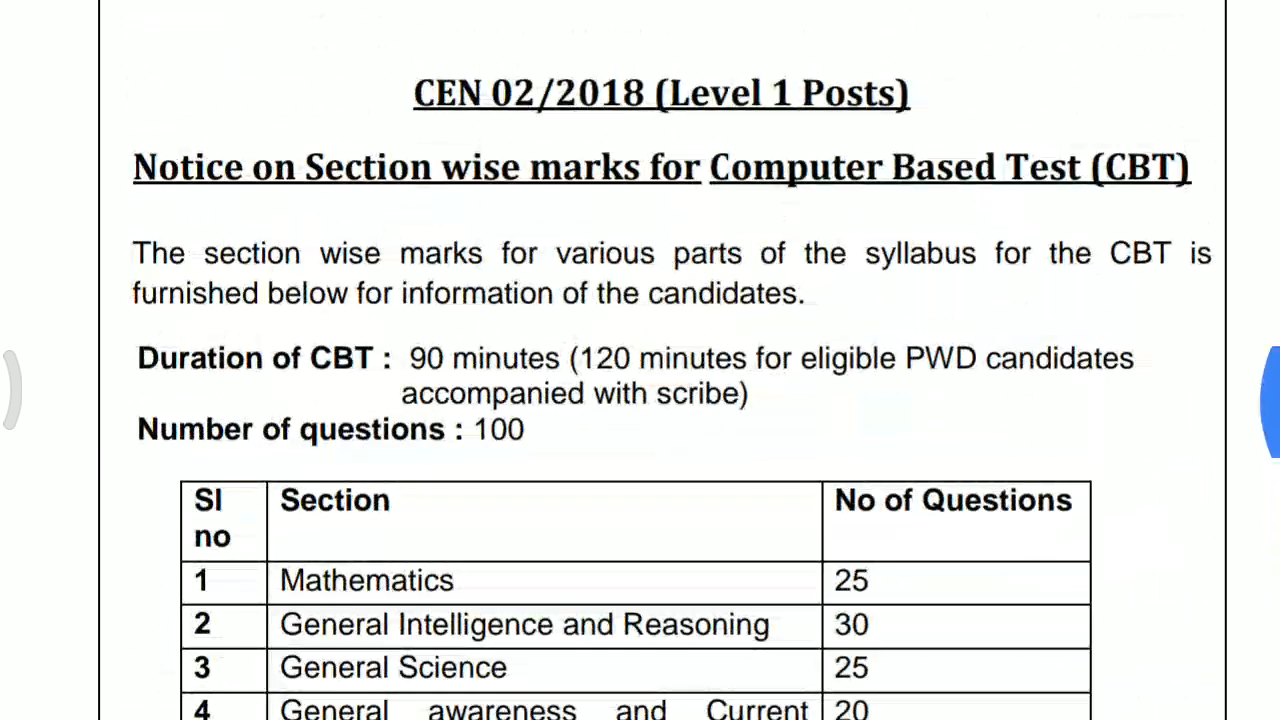 CEN 02/2018 (Level 1 Posts)
Notice on Section wise marks for Computer Based Test (CBT)
The section wise marks for various parts of the syllabus for the CBT is
furnished below for information of the candidates.
Duration of CBT : 90 minutes (120 minutes for eligible PWD candidates
accompanied with scribe)
Number of questions : 100
Sl no Section No of Questions
1 Mathematics 25
2 General Intelligence and Reasoning 30
3 General Science 25
4 General awareness and Current 20